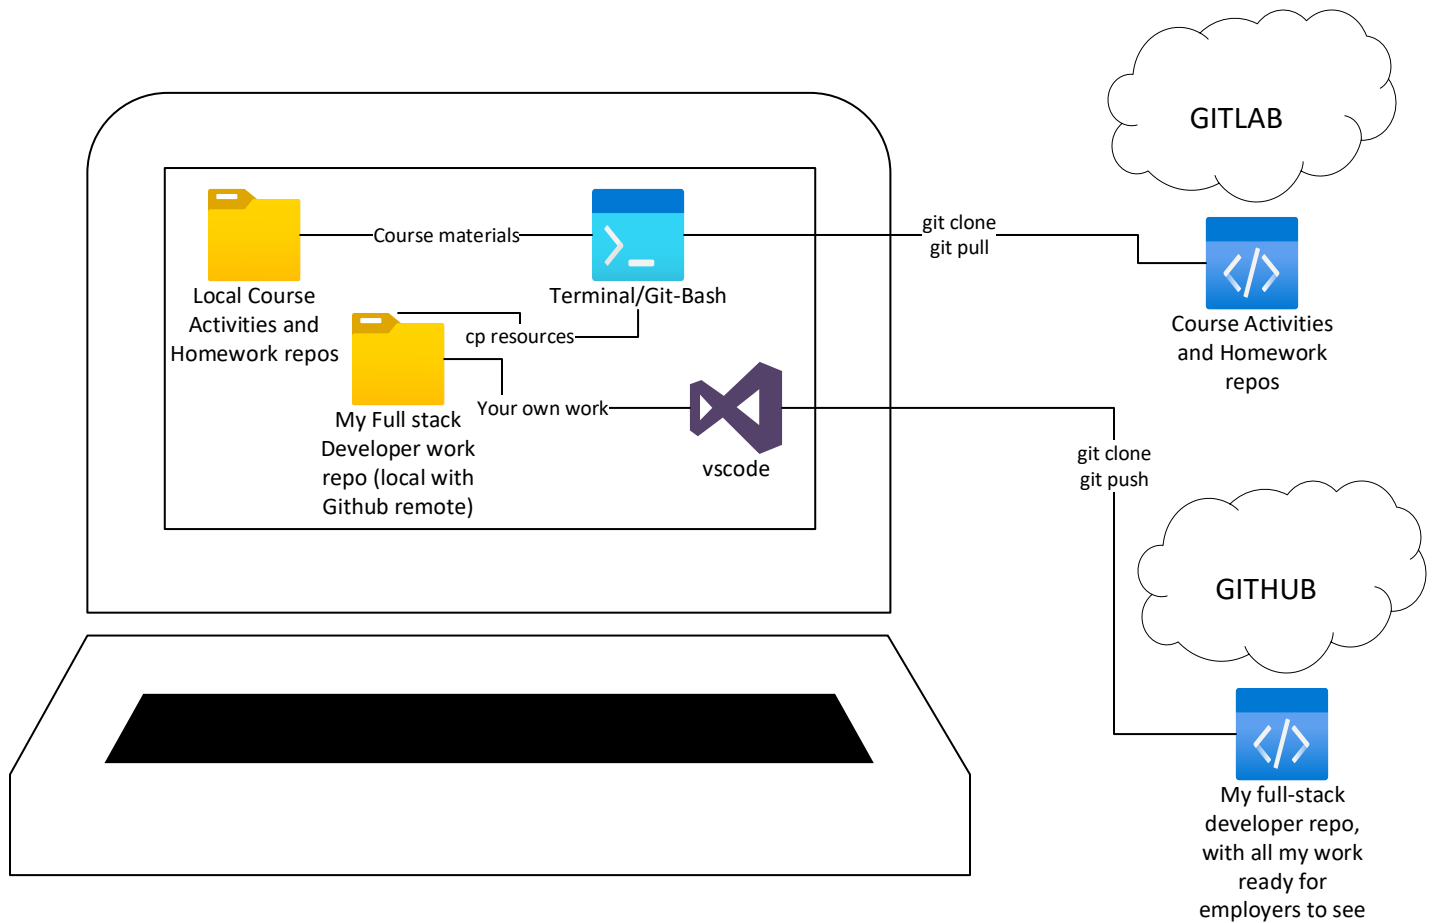 GITLAB
Course materials
git clone
git pull
Local Course
Activities and
Homework repos
Terminal/Git-Bash
cp resources
Course Activities
and Homework
repos
My Full stack
Developer work
repo (local with
Github remote)
Your own work
vscode
git clone
git push
GITHUB
My full-stack
developer repo,
with all my work
ready for
employers to see